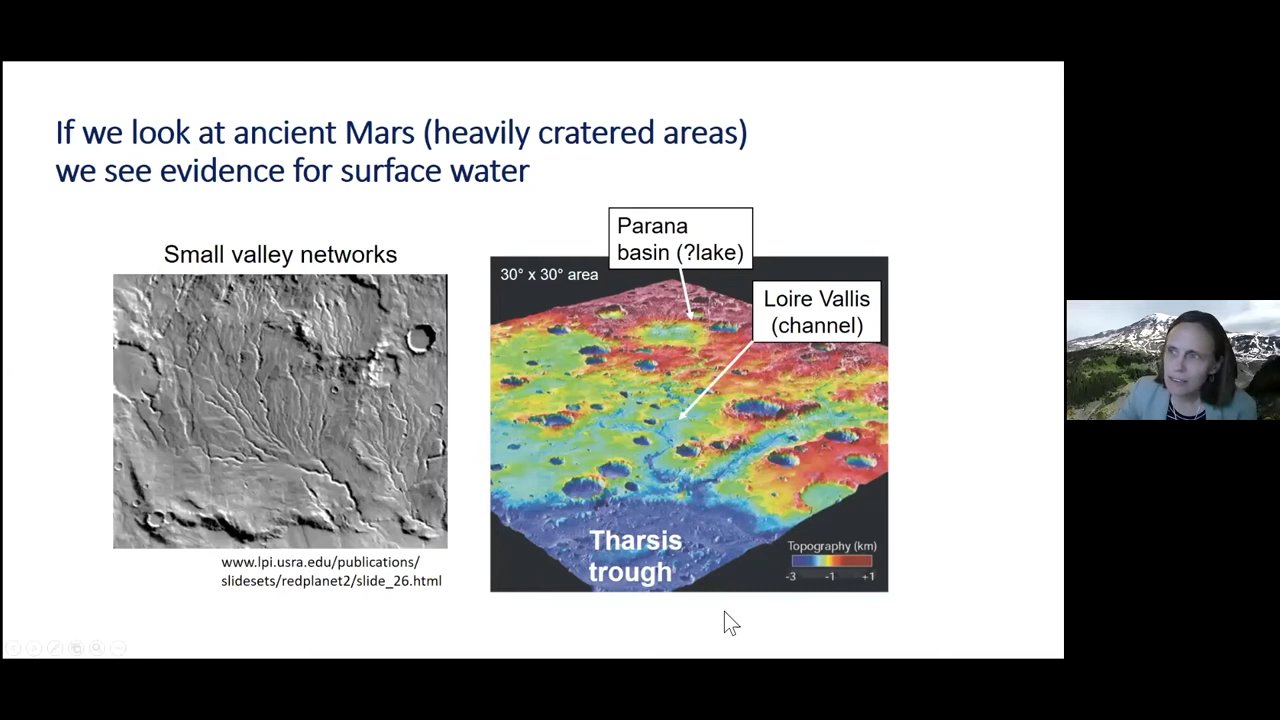 If we look at ancient Mars (heavily cratered areas)
we see evidence for surface water
Small valley networks
www.lpi.usra.edu/publications/
slidesets/redplanet2/slide_26.html
Parana
basin (?lake)
30° x 30° area
Loire Vallis
(channel)
Tharsis
trough
Topography (km)
-3 -1 +1